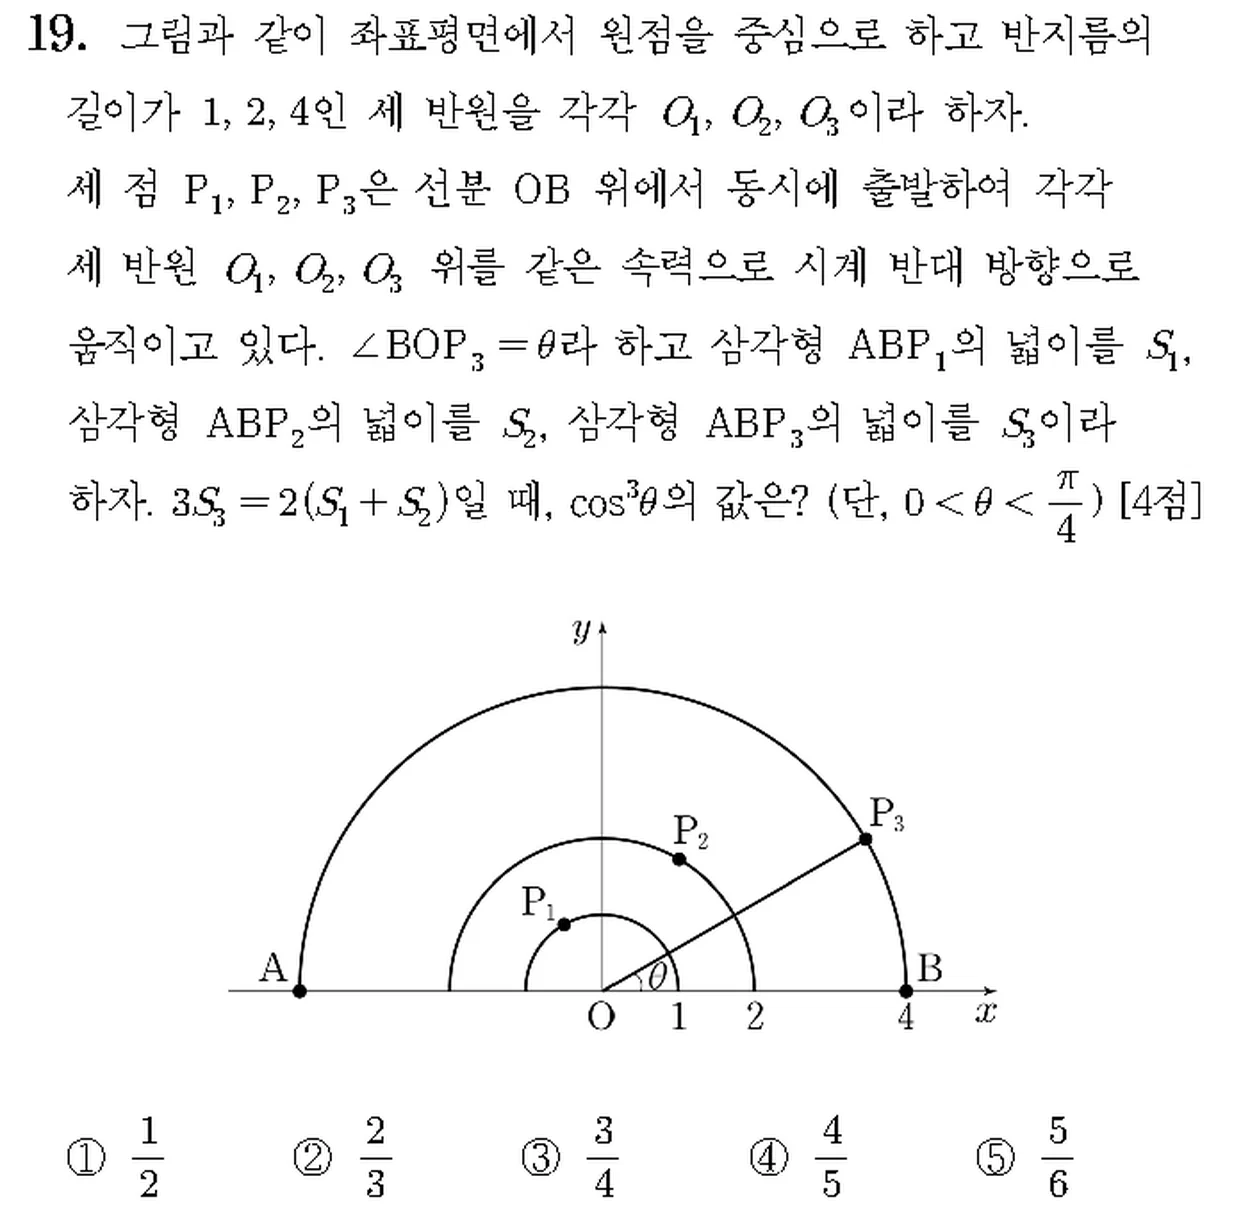 19. 그림과 같이 좌표평면에서 원점을 중심으로 하고 반지름의
길이가 1, 2, 4인 세 반원을 각각 O₁, O₂, O₃이라 하자.
세 점 P₁, P₂, P₃은 선분 OB 위에서 동시에 출발하여 각각
세 반원 O₁, O₂, O₃ 위를 같은 속력으로 시계 반대 방향으로
움직이고 있다. ∠BOP₃=θ라 하고 삼각형 ABP₁의 넓이를 S₁,
삼각형 ABP₂의 넓이를 S₂, 삼각형 ABP₃의 넓이를 S₃이라
하자. 3S₃=2(S₁+S₂)일 때, cos³θ의 값은? (단, 0<θ<π/4) [4점]
y
P₃
P₂
P₁
A θ B
O 1 2 4 x
① 1/2 ② 2/3 ③ 3/4 ④ 4/5 ⑤ 5/6